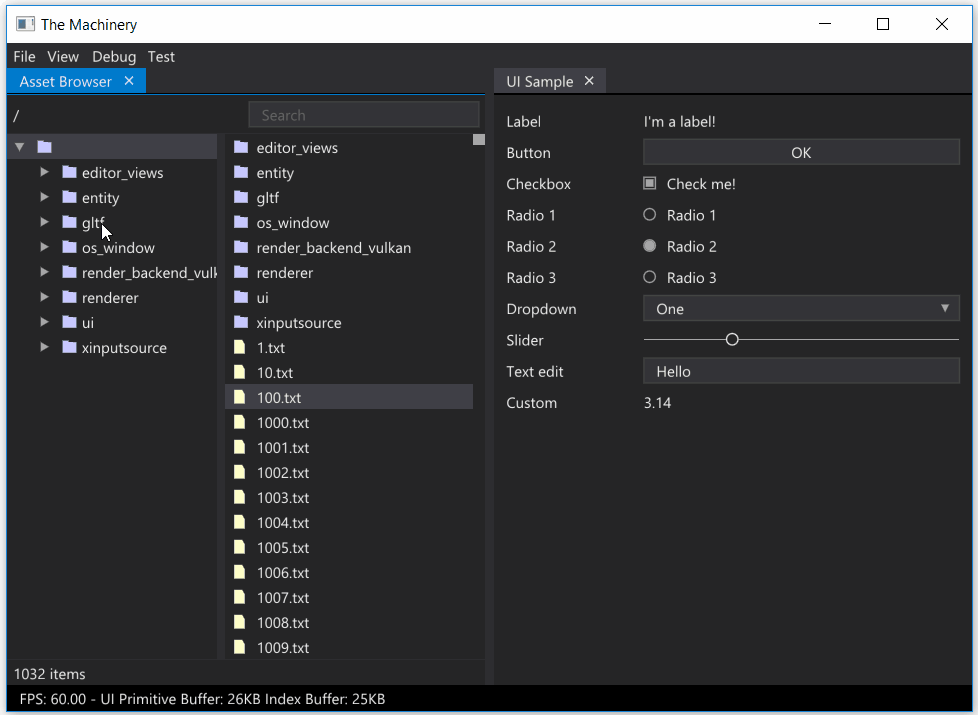 The Machinery
File View Debug Test
Asset Browser
/
Search
editor_views
entity
gltf
os_window
render_backend_vulk
renderer
ui
xinputsource
editor_views
entity
gltf
os_window
render_backend_vulkan
renderer
ui
xinputsource
1.txt
10.txt
100.txt
1000.txt
1001.txt
1002.txt
1003.txt
1004.txt
1005.txt
1006.txt
1007.txt
1008.txt
1009.txt
1032 items
UI Sample
Label I'm a label!
Button OK
Checkbox Check me!
Radio 1 Radio 1
Radio 2 Radio 2
Radio 3 Radio 3
Dropdown One
Slider
Text edit Hello
Custom 3.14
FPS: 60.00 - UI Primitive Buffer: 26KB Index Buffer: 25KB